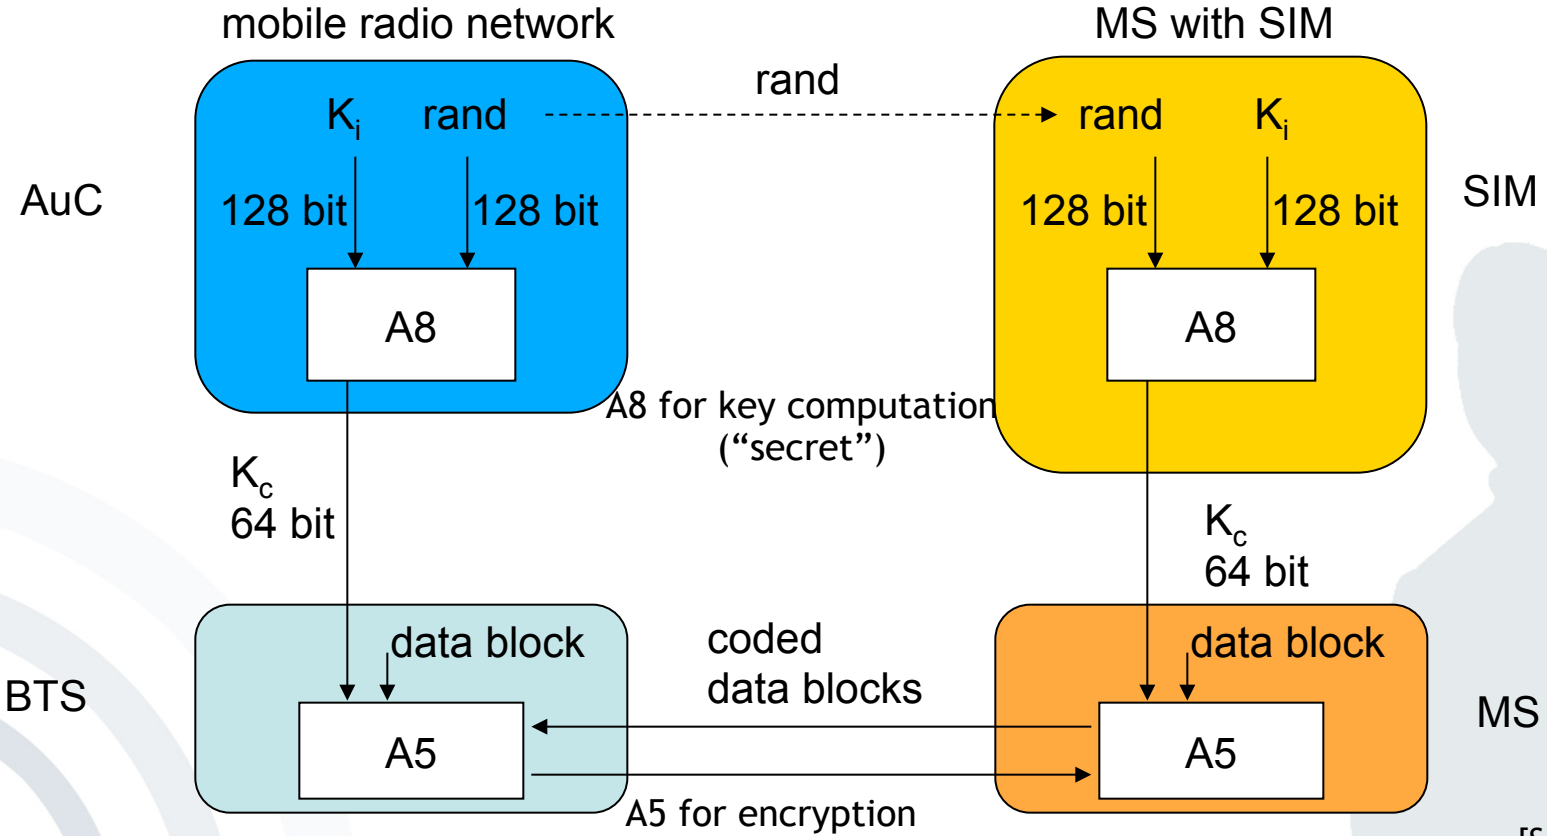 mobile radio network
MS with SIM
rand
Ki rand
rand Ki
AuC
SIM
128 bit 128 bit
128 bit 128 bit
A8
A8
A8 for key computation
(“secret”)
Kc
64 bit
Kc
64 bit
data block
coded
data blocks
data block
BTS
MS
A5
A5
A5 for encryption